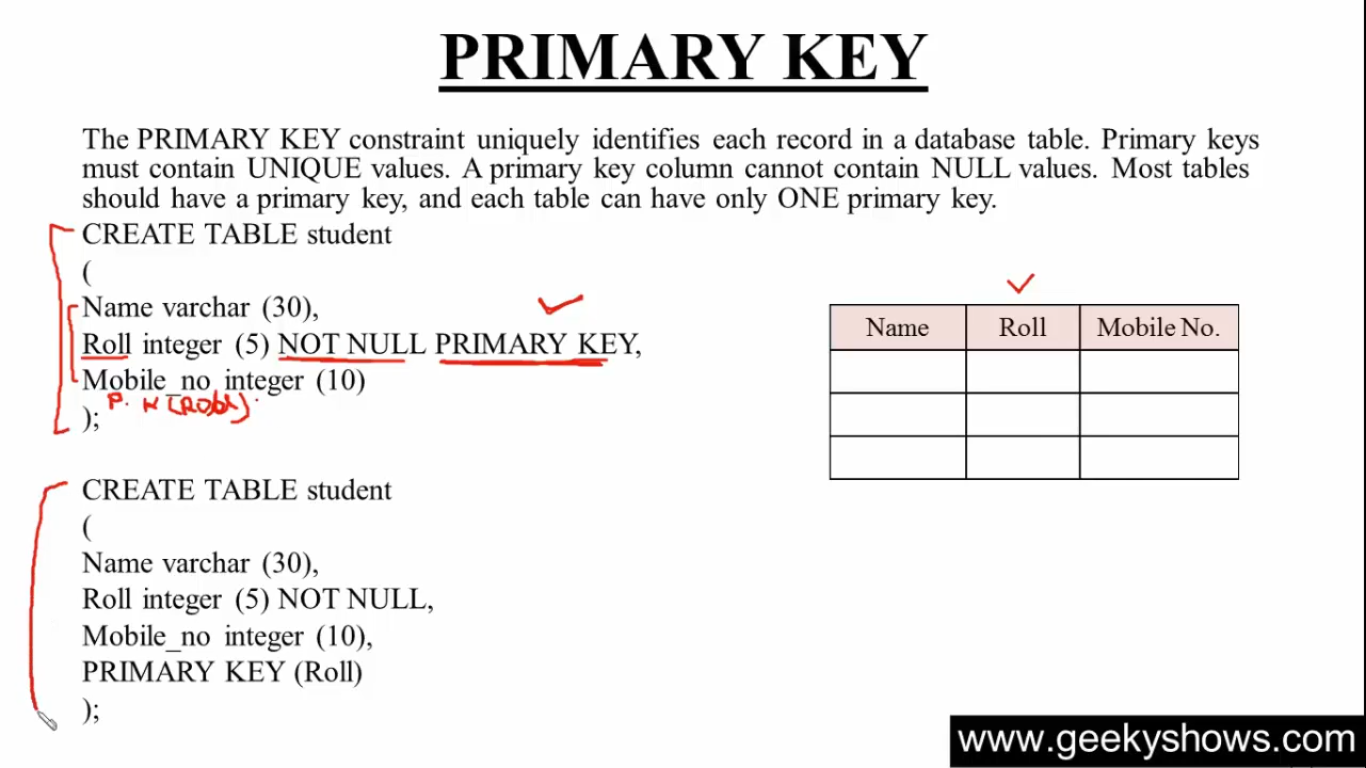 PRIMARY KEY
The PRIMARY KEY constraint uniquely identifies each record in a database table. Primary keys
must contain UNIQUE values. A primary key column cannot contain NULL values. Most tables
should have a primary key, and each table can have only ONE primary key.
CREATE TABLE student
(
Name varchar (30),
Roll integer (5) NOT NULL PRIMARY KEY,
Mobile_no integer (10)
P. K (Roll)
);
CREATE TABLE student
(
Name varchar (30),
Roll integer (5) NOT NULL,
Mobile_no integer (10),
PRIMARY KEY (Roll)
);
Name Roll Mobile No.
www.geekyshows.com